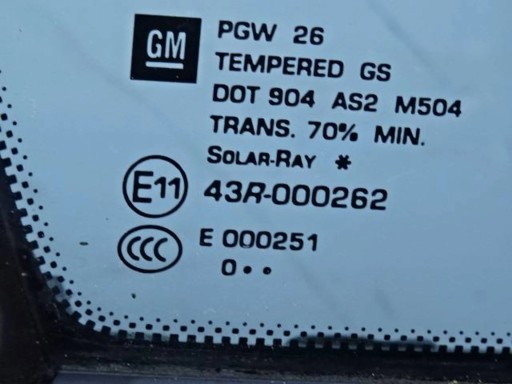 GM
PGW 26
TEMPERED GS
DOT 904 AS2 M504
TRANS. 70% MIN.
SOLAR-RAY *
E11 43R-000262
CCC E 000251
0••